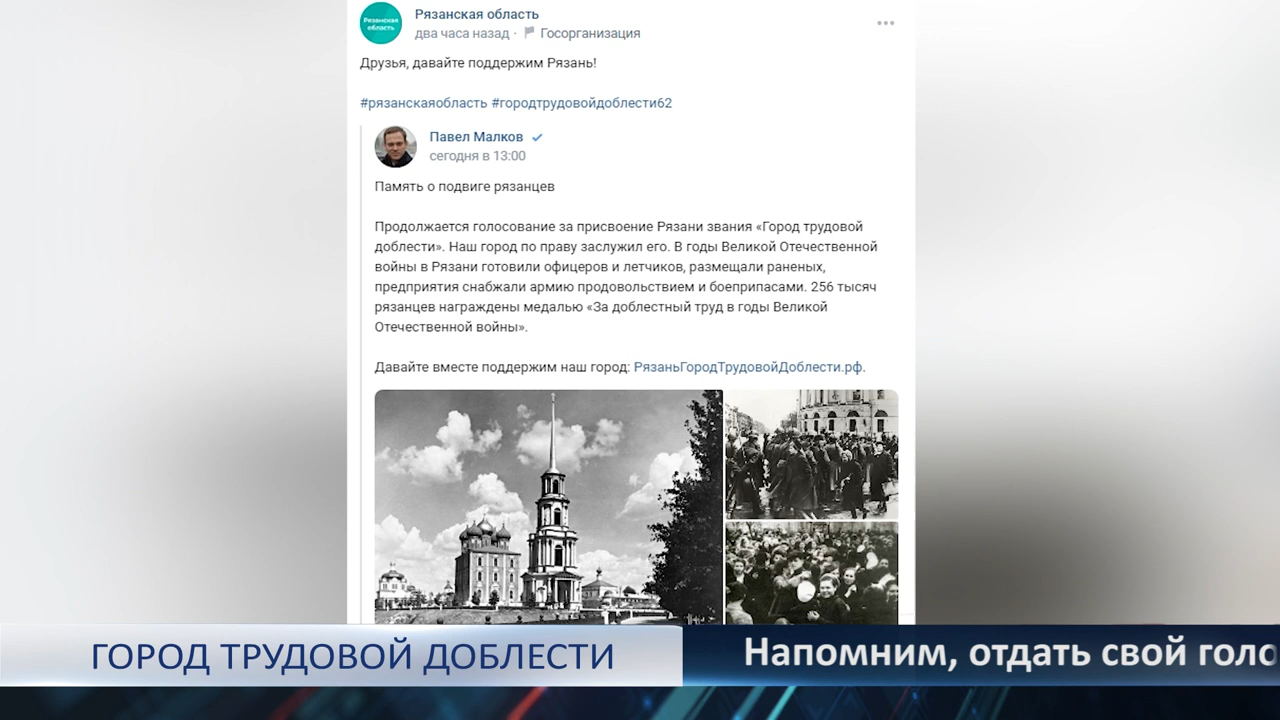 Рязанская область
Рязанская
область
два часа назад · Госорганизация
Друзья, давайте поддержим Рязань!
#рязанскаяобласть #городтрудовойдоблести62
Павел Малков
сегодня в 13:00
Память о подвиге рязанцев
Продолжается голосование за присвоение Рязани звания «Город трудовой
доблести». Наш город по праву заслужил его. В годы Великой Отечественной
войны в Рязани готовили офицеров и летчиков, размещали раненых,
предприятия снабжали армию продовольствием и боеприпасами. 256 тысяч
рязанцев награждены медалью «За доблестный труд в годы Великой
Отечественной войны».
Давайте вместе поддержим наш город: РязаньГородТрудовойДоблести.рф.
ГОРОД ТРУДОВОЙ ДОБЛЕСТИ
Напомним, отдать свой голо